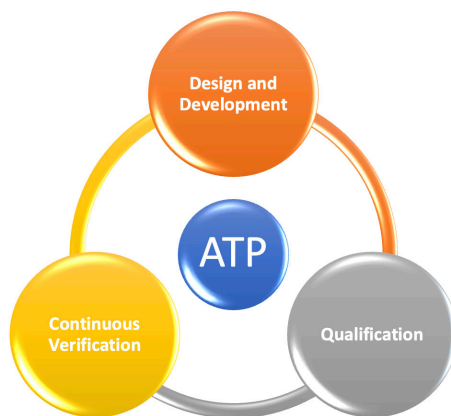 Design and
Development
ATP
Continuous
Verification
Qualification